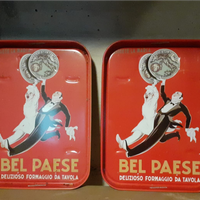 BEL PAESE
DELIZIOSO FORMAGGIO DA TAVOLA
BEL PAESE
DELIZIOSO FORMAGGIO DA TAVOLA